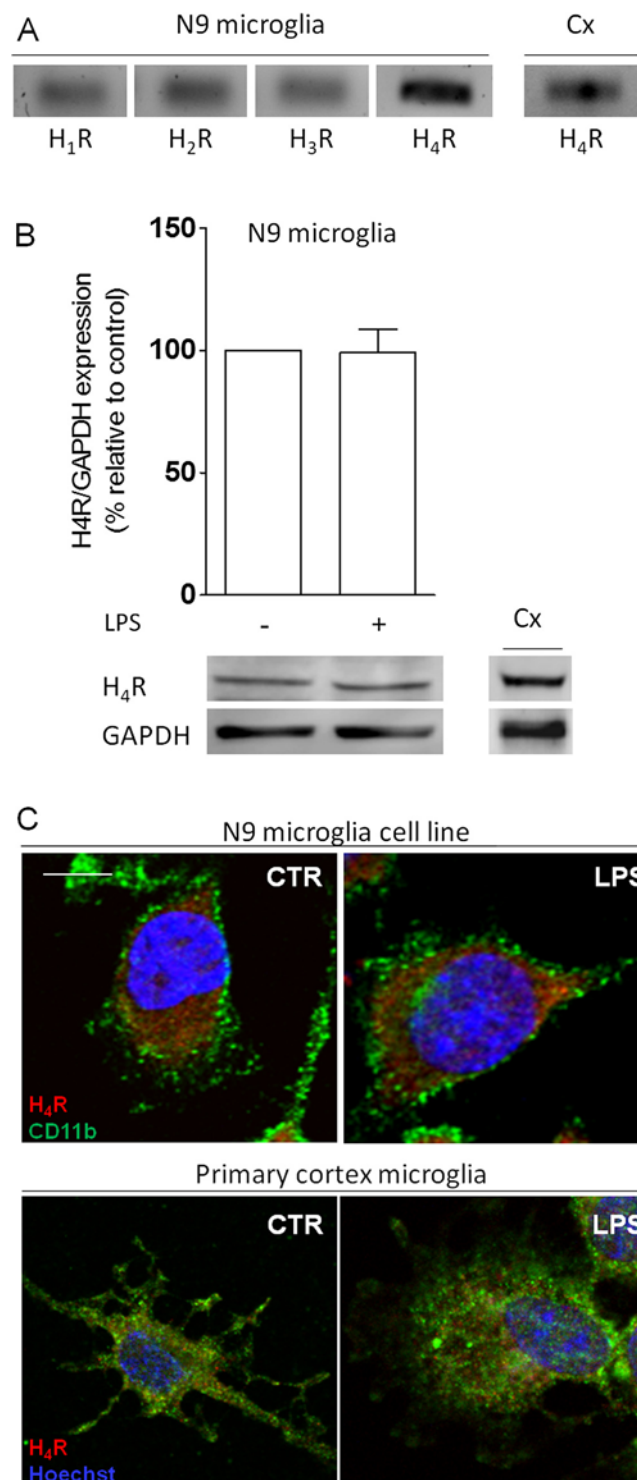 A
N9 microglia Cx
H₁R H₂R H₃R H₄R H₄R
B
N9 microglia
H4R/GAPDH expression
(% relative to control)
150
100
50
0
LPS - + Cx
H₄R
GAPDH
C
N9 microglia cell line
CTR LPS
H₄R
CD11b
Primary cortex microglia
CTR LPS
H₄R
Hoechst